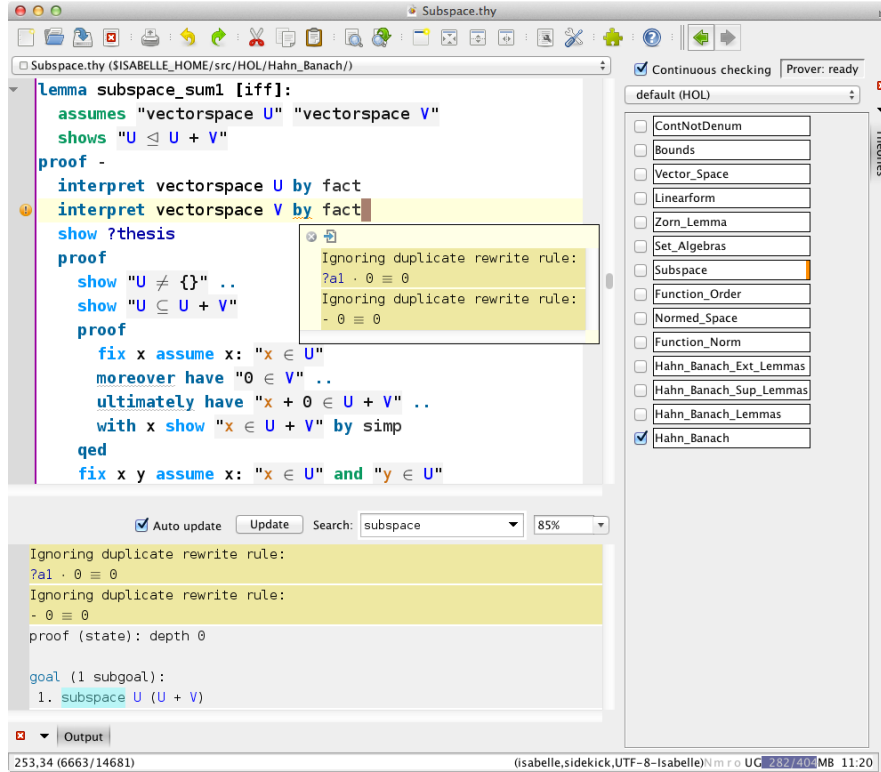 Subspace.thy
Subspace.thy ($ISABELLE_HOME/src/HOL/Hahn_Banach/)
lemma subspace_sum1 [iff]:
assumes "vectorspace U" "vectorspace V"
shows "U ⊴ U + V"
proof -
interpret vectorspace U by fact
interpret vectorspace V by fact
show ?thesis
proof
show "U ≠ {}" ..
show "U ⊆ U + V"
proof
fix x assume x: "x ∈ U"
moreover have "0 ∈ V" ..
ultimately have "x + 0 ∈ U + V" ..
with x show "x ∈ U + V" by simp
qed
fix x y assume x: "x ∈ U" and "y ∈ U"
Ignoring duplicate rewrite rule:
?a1 · 0 ≡ 0
Ignoring duplicate rewrite rule:
- 0 ≡ 0
Continuous checking Prover: ready
default (HOL)
ContNotDenum
Bounds
Vector_Space
Linearform
Zorn_Lemma
Set_Algebras
Subspace
Function_Order
Normed_Space
Function_Norm
Hahn_Banach_Ext_Lemmas
Hahn_Banach_Sup_Lemmas
Hahn_Banach_Lemmas
Hahn_Banach
Auto update Update Search: subspace 85%
Ignoring duplicate rewrite rule:
?a1 · 0 ≡ 0
Ignoring duplicate rewrite rule:
- 0 ≡ 0
proof (state): depth 0
goal (1 subgoal):
1. subspace U (U + V)
Output
253,34 (6663/14681) (isabelle,sidekick,UTF-8-Isabelle)Nm r o UG 282/404MB 11:20